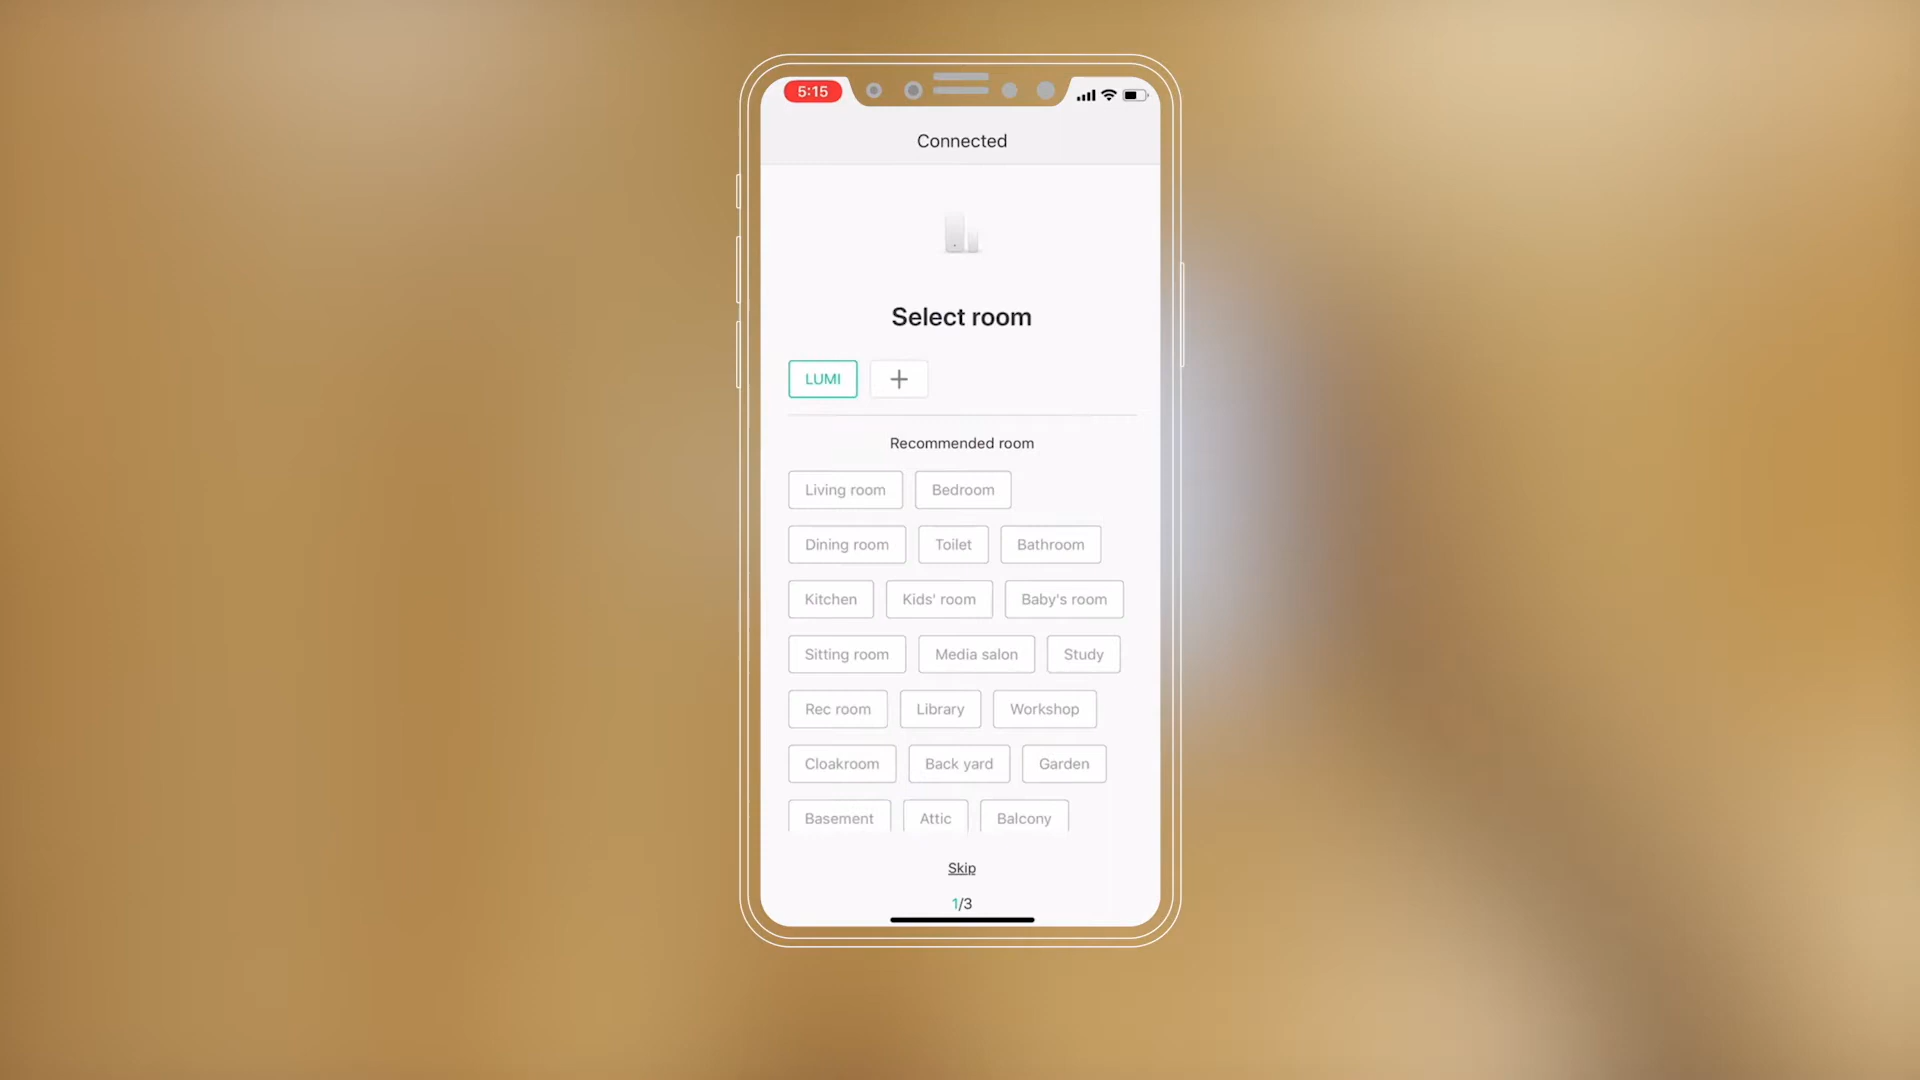 5:15
Connected
Select room
LUMI +
Recommended room
Living room Bedroom
Dining room Toilet Bathroom
Kitchen Kids' room Baby's room
Sitting room Media salon Study
Rec room Library Workshop
Cloakroom Back yard Garden
Basement Attic Balcony
Skip
1/3